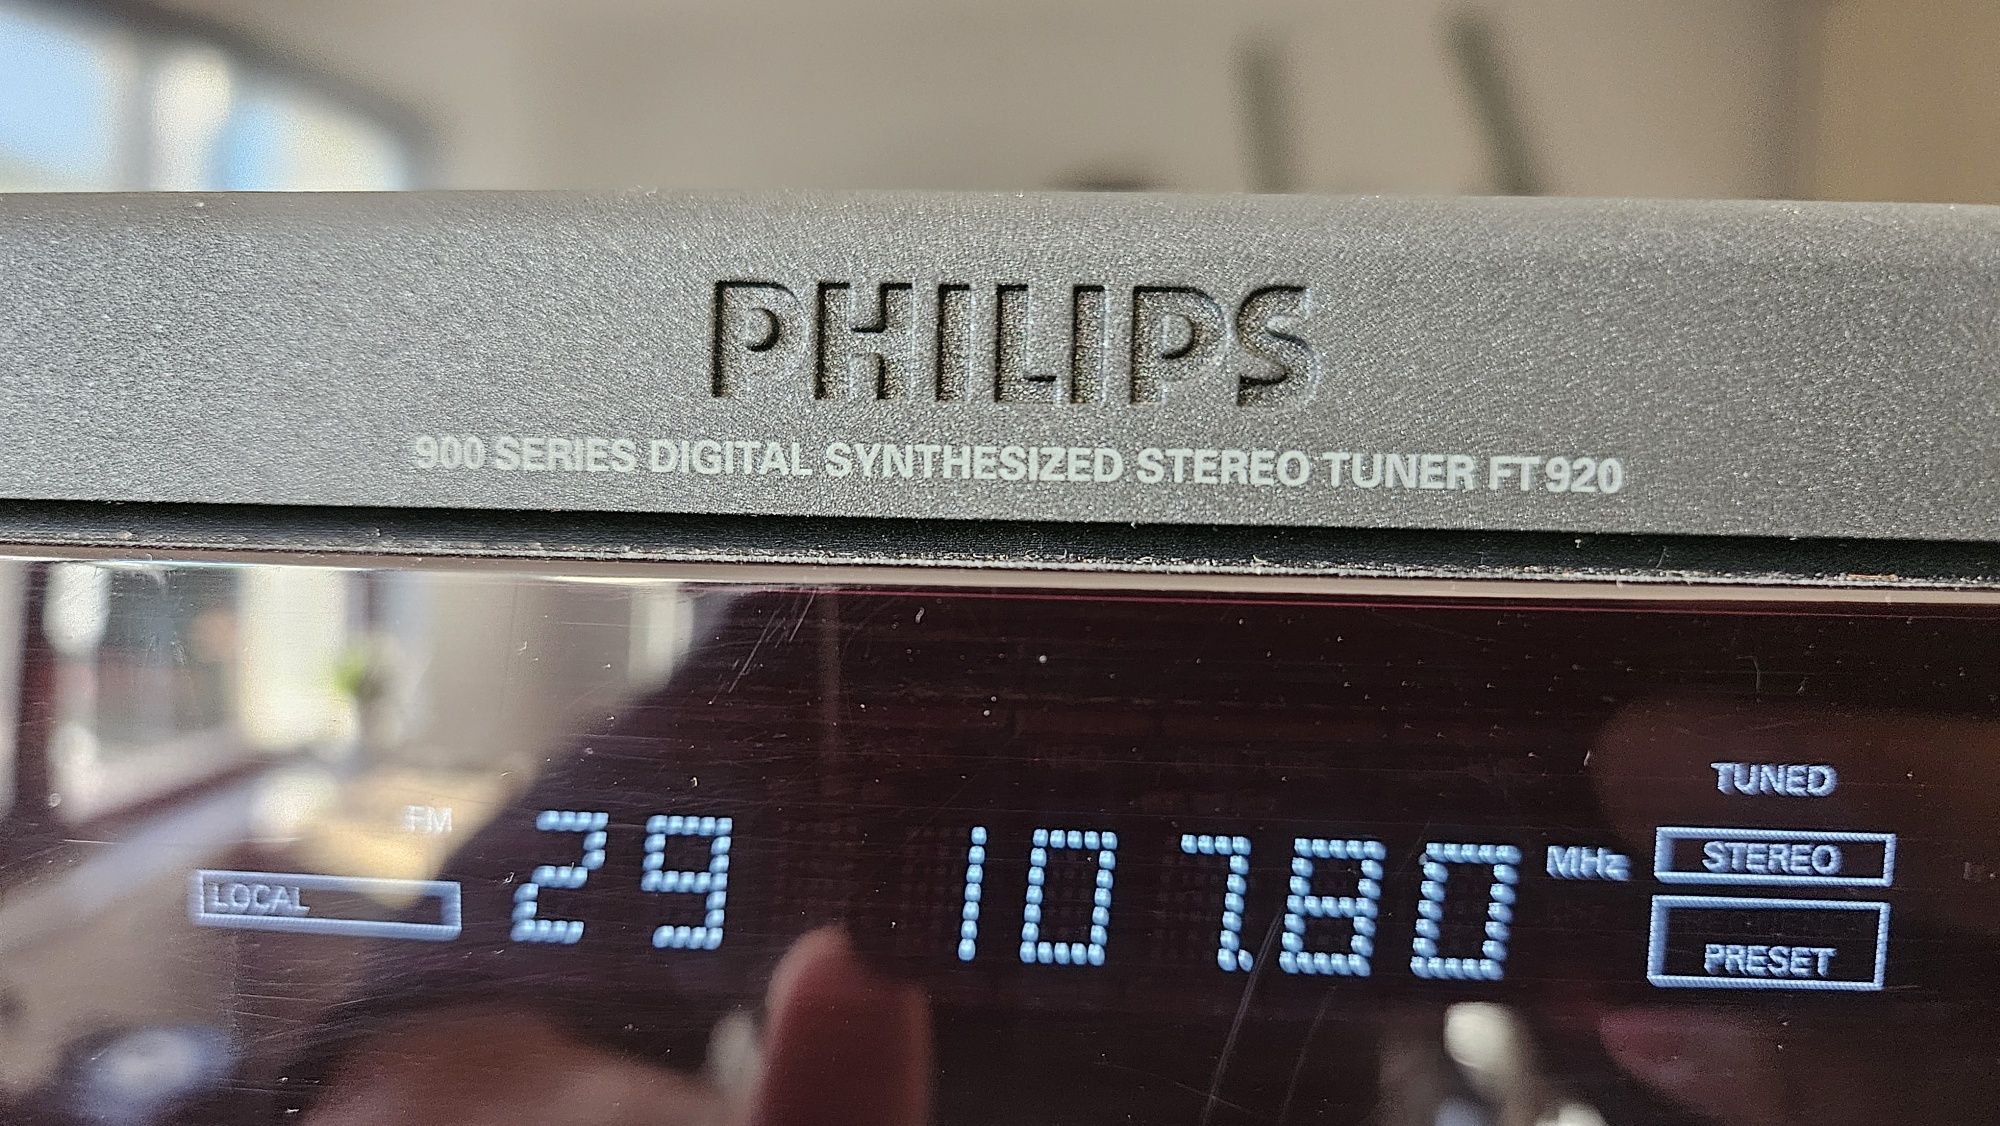 PHILIPS
900 SERIES DIGITAL SYNTHESIZED STEREO TUNER FT920
TUNED
FM 29 107.80 MHz STEREO
LOCAL
PRESET